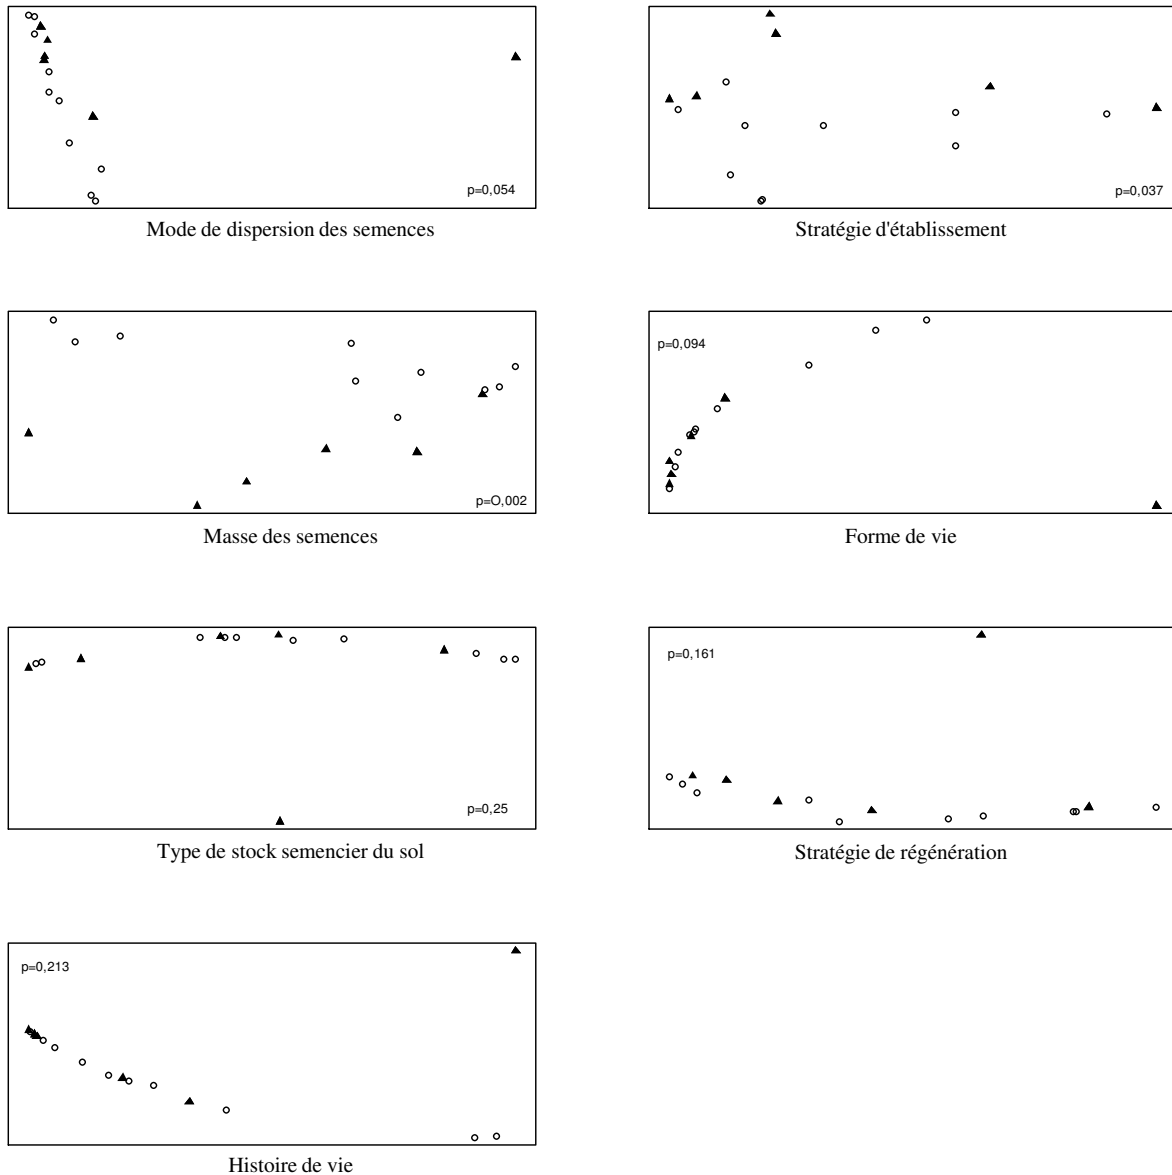 p=0,054
Mode de dispersion des semences
p=0,037
Stratégie d'établissement
p=O,002
Masse des semences
p=0,094
Forme de vie
p=0,25
Type de stock semencier du sol
p=0,161
Stratégie de régénération
p=0,213
Histoire de vie